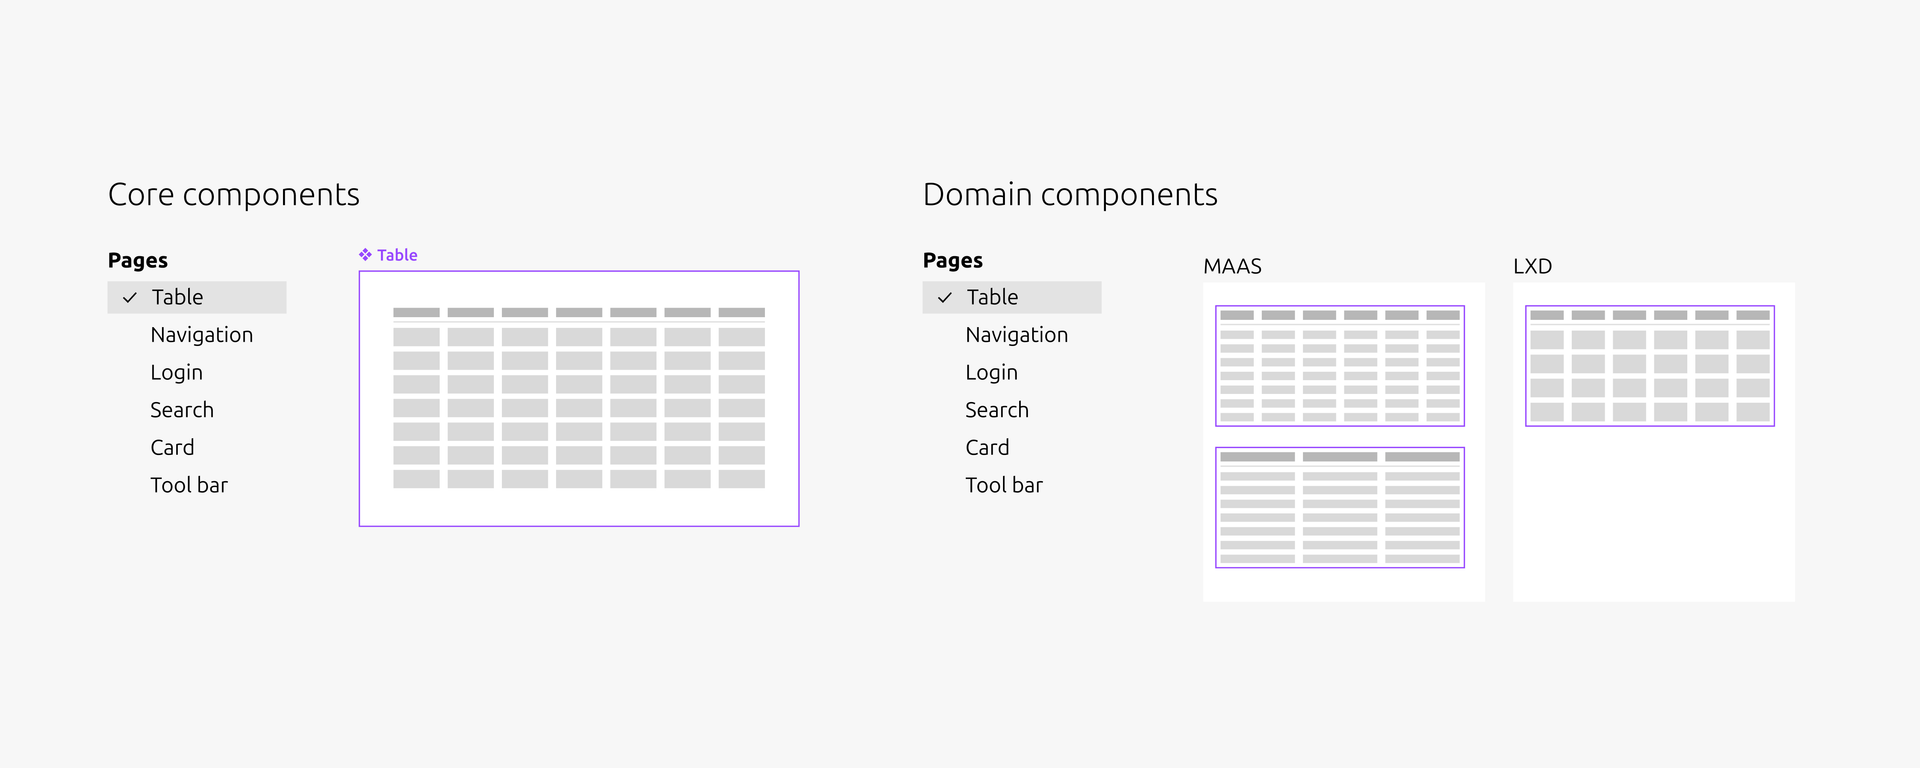 Core components
Pages
Table
Navigation
Login
Search
Card
Tool bar
Table
Domain components
Pages
Table
Navigation
Login
Search
Card
Tool bar
MAAS
LXD